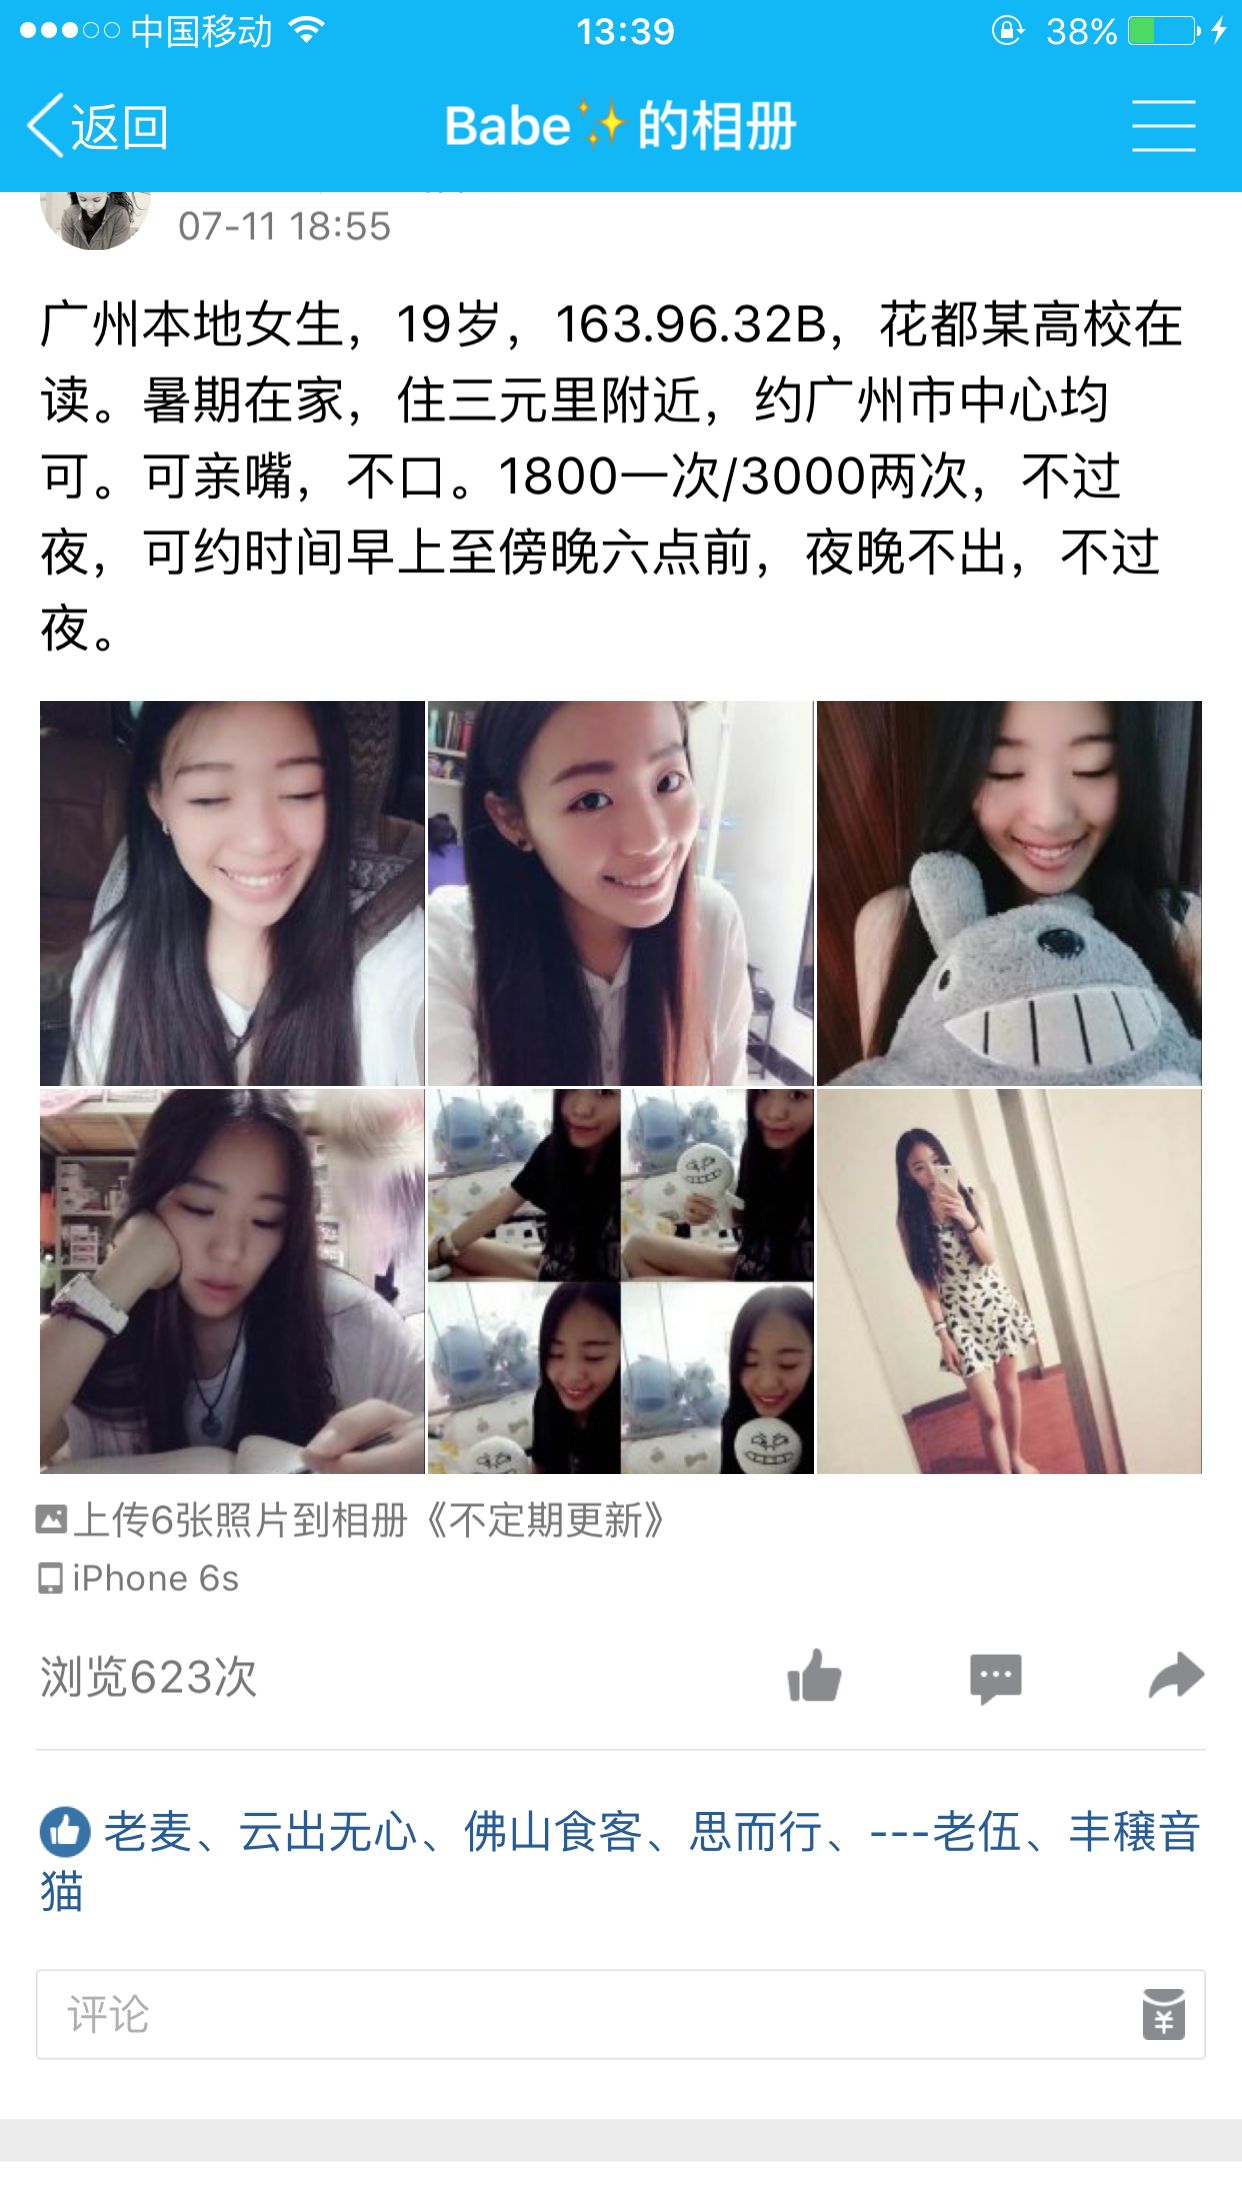 中国移动 13:39 38%
返回 Babe✨的相册
07-11 18:55
广州本地女生，19岁，163.96.32B，花都某高校在
读。暑期在家，住三元里附近，约广州市中心均
可。可亲嘴，不口。1800一次/3000两次，不过
夜，可约时间早上至傍晚六点前，夜晚不出，不过
夜。
上传6张照片到相册《不定期更新》
iPhone 6s
浏览623次
老麦、云出无心、佛山食客、思而行、---老伍、丰穰音
猫
评论
¥